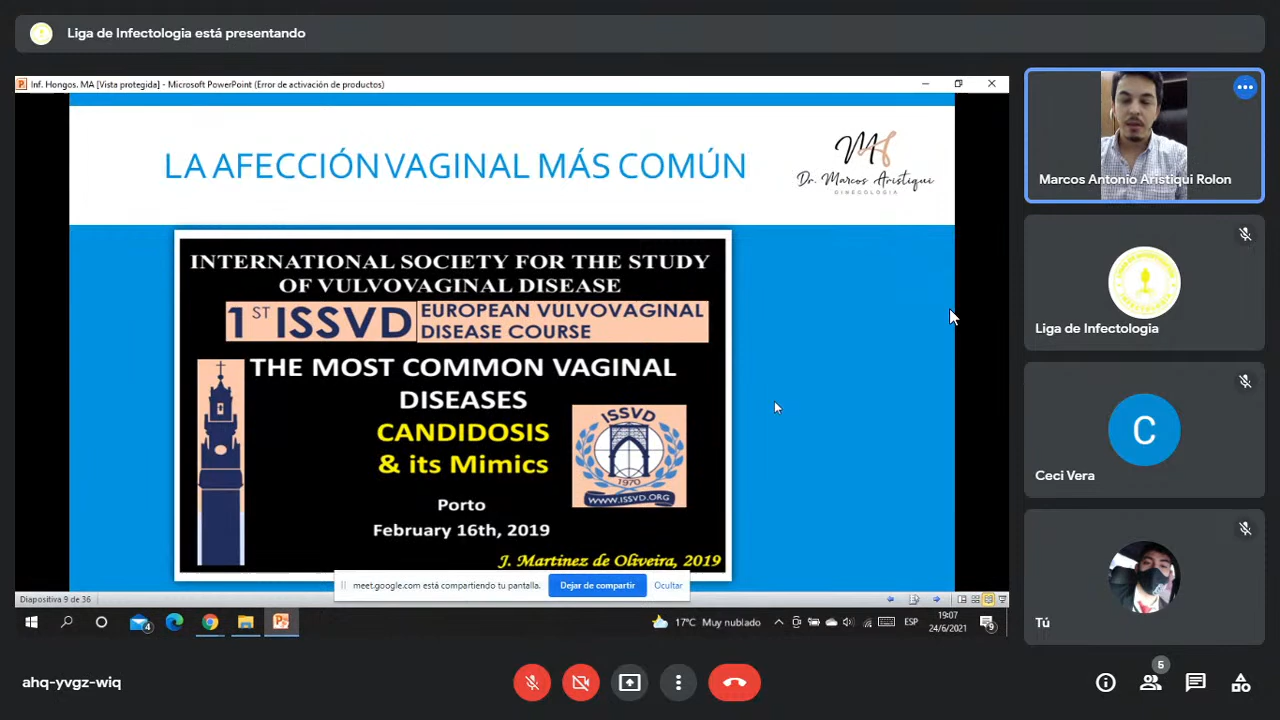 Liga de Infectologia está presentando
Inf. Hongos. MA [Vista protegida] - Microsoft PowerPoint (Error de activación de productos)
LA AFECCIÓN VAGINAL MÁS COMÚN
MA
Dr. Marcos Aristiqui
GINECOLOGIA
INTERNATIONAL SOCIETY FOR THE STUDY
OF VULVOVAGINAL DISEASE
1ST ISSVD
EUROPEAN VULVOVAGINAL
DISEASE COURSE
THE MOST COMMON VAGINAL
DISEASES
CANDIDOSIS
& its Mimics
ISSVD
1970
WWW.ISSVD.ORG
Porto
February 16th, 2019
J. Martinez de Oliveira, 2019
meet.google.com está compartiendo tu pantalla.
Dejar de compartir
Ocultar
Diapositiva 9 de 36
4
17°C Muy nublado
ESP
19:07
24/6/2021
9
Marcos Antonio Aristiqui Rolon
Liga de Infectologia
C
Ceci Vera
Tú
ahq-yvgz-wiq
5